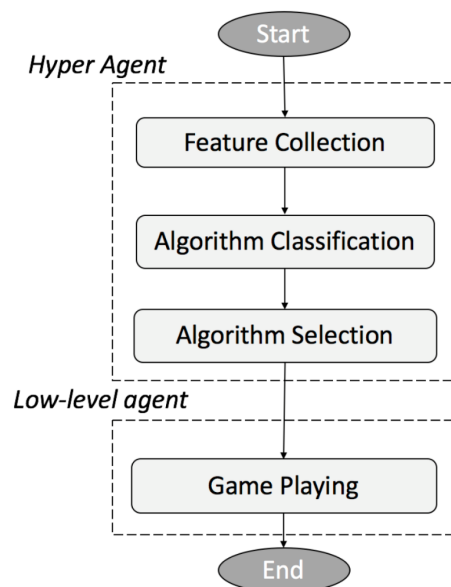 Start
Hyper Agent
Feature Collection
Algorithm Classification
Algorithm Selection
Low-level agent
Game Playing
End